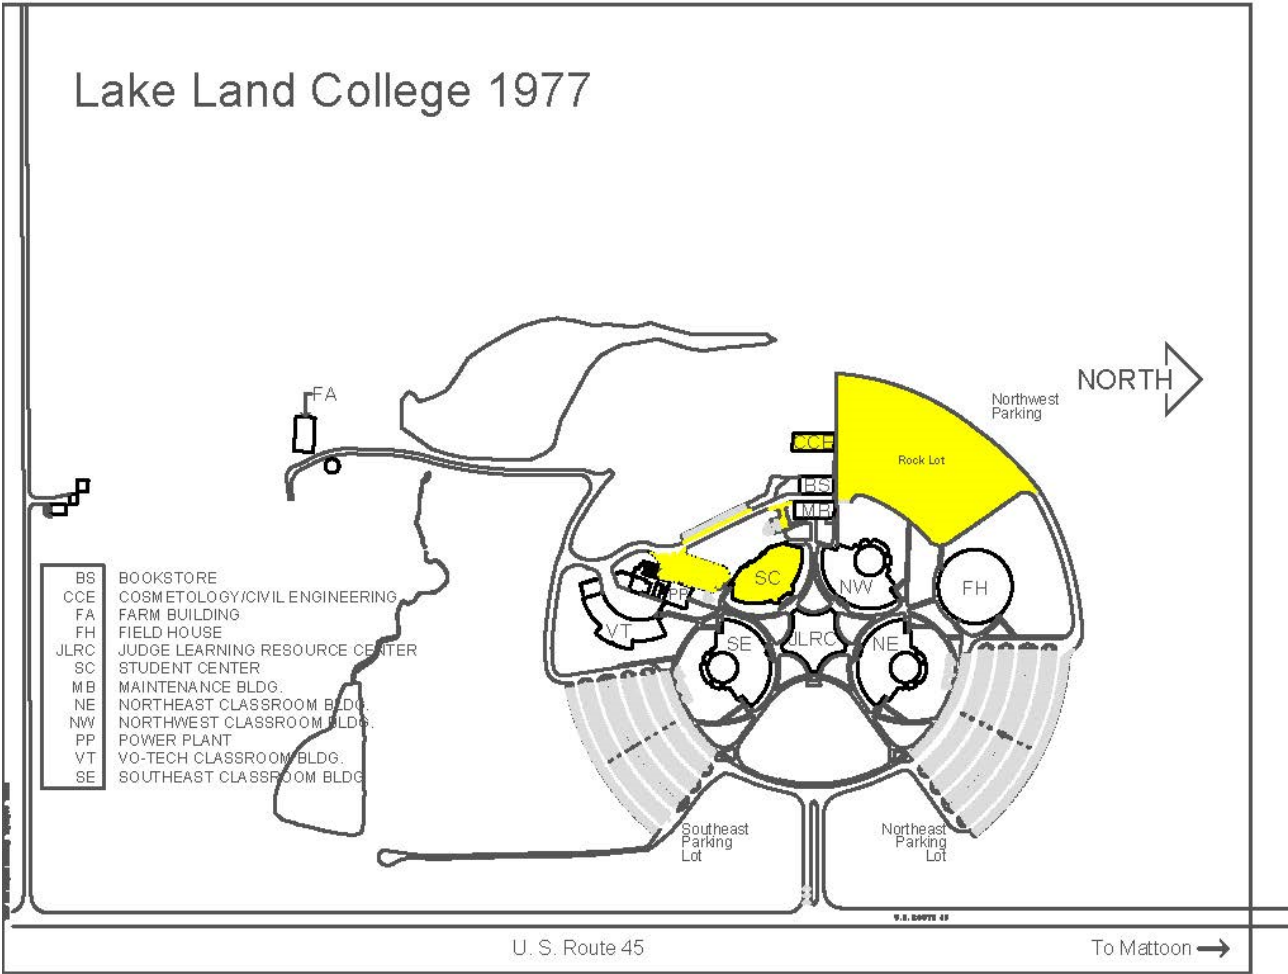 Lake Land College 1977
NORTH
Northwest
Parking
FA
CCE
Rock Lot
BS
MB
SC
NW
FH
PP
VT
SE
JLRC
NE
BS BOOKSTORE
CCE COSMETOLOGY/CIVIL ENGINEERING
FA FARM BUILDING
FH FIELD HOUSE
JLRC JUDGE LEARNING RESOURCE CENTER
SC STUDENT CENTER
MB MAINTENANCE BLDG.
NE NORTHEAST CLASSROOM BLDG.
NW NORTHWEST CLASSROOM BLDG.
PP POWER PLANT
VT VO-TECH CLASSROOM BLDG.
SE SOUTHEAST CLASSROOM BLDG
Southeast
Parking
Lot
Northeast
Parking
Lot
U.S. ROUTE 45
U. S. Route 45
To Mattoon